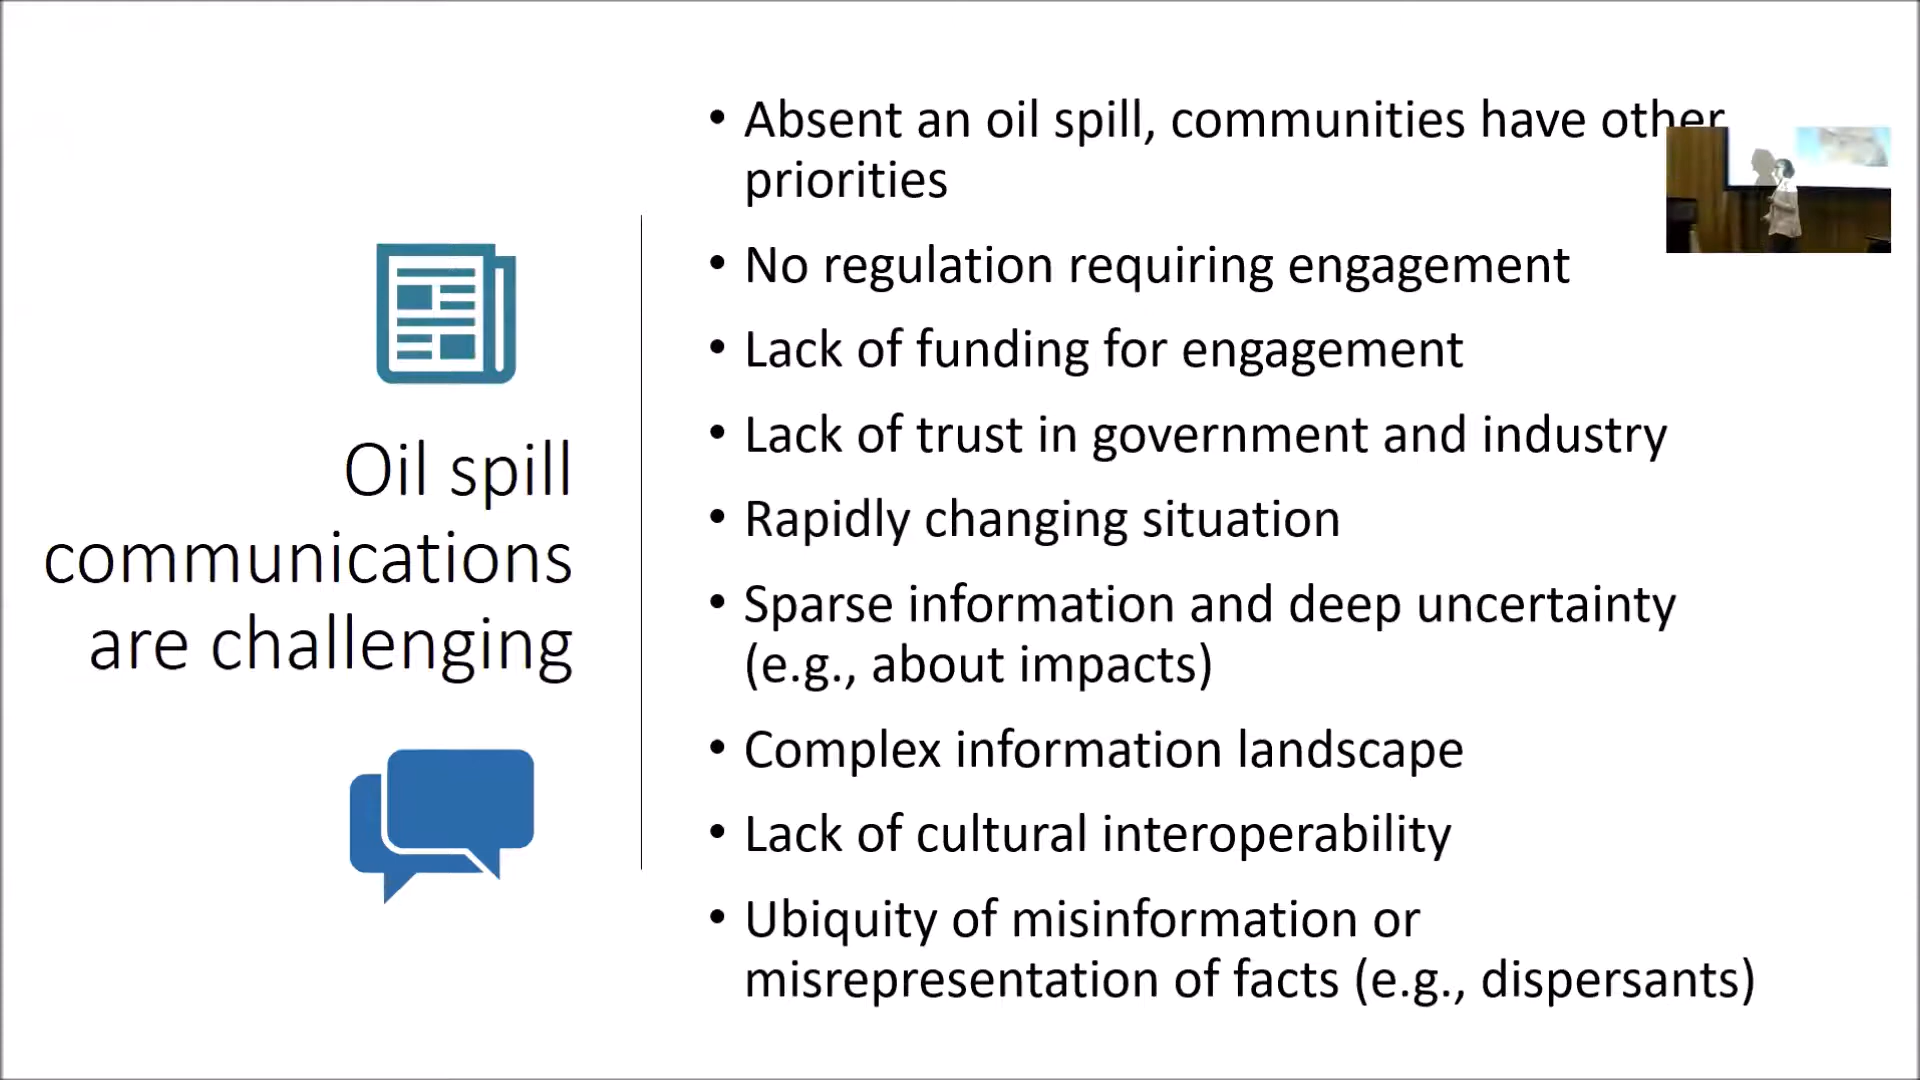 Oil spill
communications
are challenging
• Absent an oil spill, communities have other
priorities
• No regulation requiring engagement
• Lack of funding for engagement
• Lack of trust in government and industry
• Rapidly changing situation
• Sparse information and deep uncertainty
(e.g., about impacts)
• Complex information landscape
• Lack of cultural interoperability
• Ubiquity of misinformation or
misrepresentation of facts (e.g., dispersants)